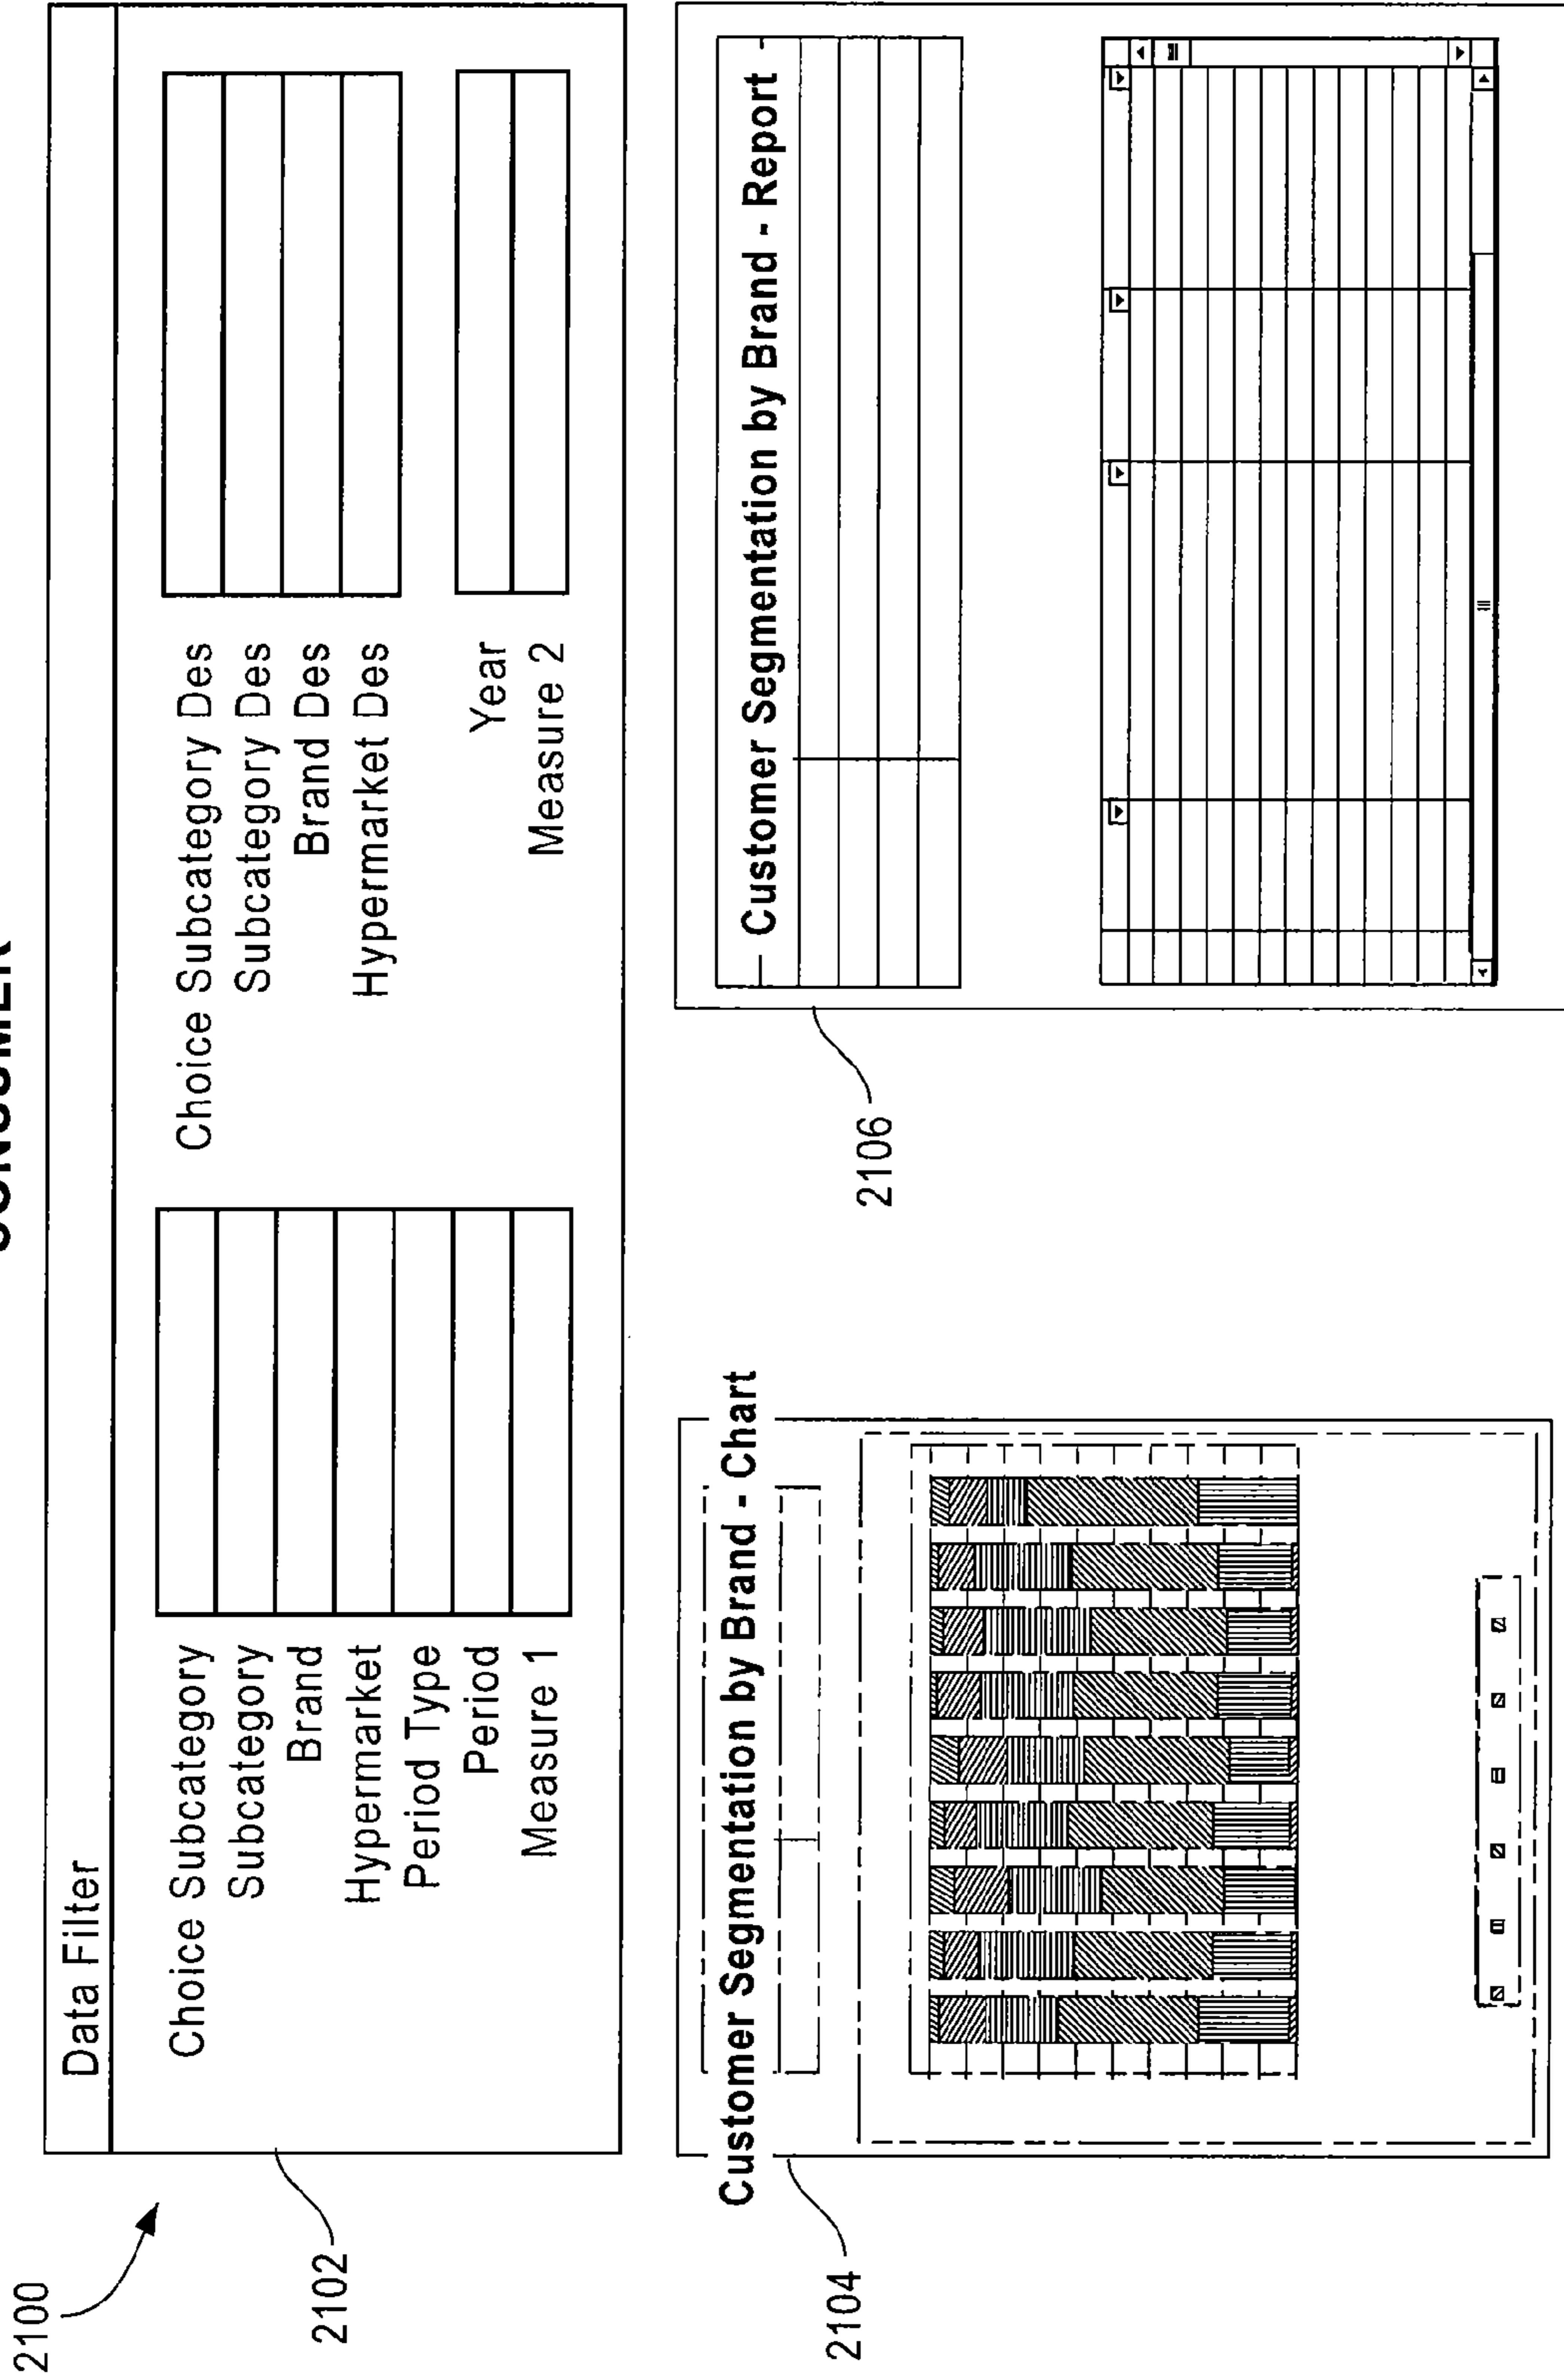 CONSUMER
2100
Data Filter
2102
Choice Subcategory
Subcategory
Brand
Hypermarket
Period Type
Period
Measure 1
Choice Subcategory Des
Subcategory Des
Brand Des
Hypermarket Des
Year
Measure 2
Customer Segmentation by Brand - Chart
2104
Customer Segmentation by Brand - Report
2106